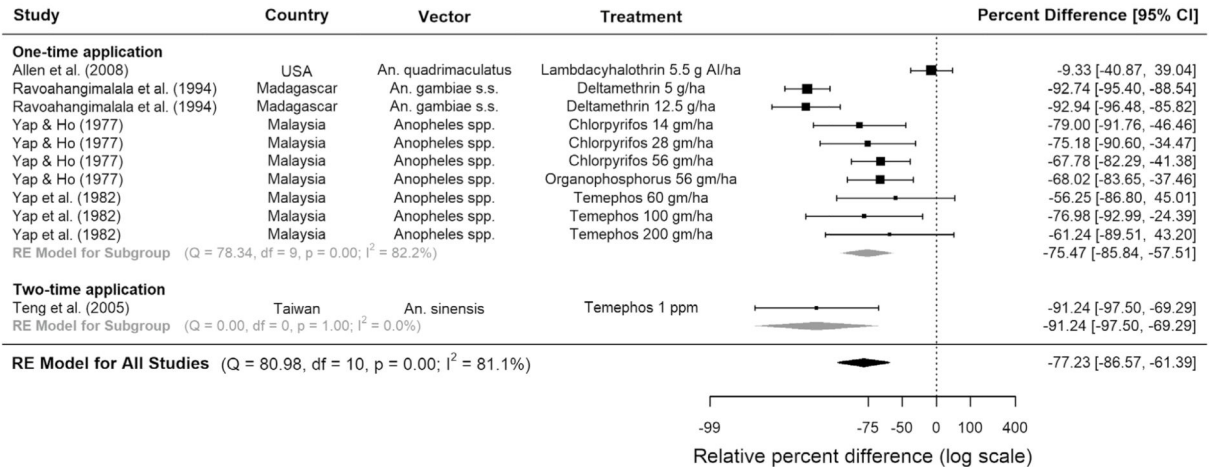 Study Country Vector Treatment Percent Difference [95% CI]
One-time application
Allen et al. (2008) USA An. quadrimaculatus Lambdacyhalothrin 5.5 g AI/ha -9.33 [-40.87, 39.04]
Ravoahangimalala et al. (1994) Madagascar An. gambiae s.s. Deltamethrin 5 g/ha -92.74 [-95.40, -88.54]
Ravoahangimalala et al. (1994) Madagascar An. gambiae s.s. Deltamethrin 12.5 g/ha -92.94 [-96.48, -85.82]
Yap & Ho (1977) Malaysia Anopheles spp. Chlorpyrifos 14 gm/ha -79.00 [-91.76, -46.46]
Yap & Ho (1977) Malaysia Anopheles spp. Chlorpyrifos 28 gm/ha -75.18 [-90.60, -34.47]
Yap & Ho (1977) Malaysia Anopheles spp. Chlorpyrifos 56 gm/ha -67.78 [-82.29, -41.38]
Yap & Ho (1977) Malaysia Anopheles spp. Organophosphorus 56 gm/ha -68.02 [-83.65, -37.46]
Yap et al. (1982) Malaysia Anopheles spp. Temephos 60 gm/ha -56.25 [-86.80, 45.01]
Yap et al. (1982) Malaysia Anopheles spp. Temephos 100 gm/ha -76.98 [-92.99, -24.39]
Yap et al. (1982) Malaysia Anopheles spp. Temephos 200 gm/ha -61.24 [-89.51, 43.20]
RE Model for Subgroup (Q = 78.34, df = 9, p = 0.00; I² = 82.2%) -75.47 [-85.84, -57.51]
Two-time application
Teng et al. (2005) Taiwan An. sinensis Temephos 1 ppm -91.24 [-97.50, -69.29]
RE Model for Subgroup (Q = 0.00, df = 0, p = 1.00; I² = 0.0%) -91.24 [-97.50, -69.29]
RE Model for All Studies (Q = 80.98, df = 10, p = 0.00; I² = 81.1%) -77.23 [-86.57, -61.39]
-99 -75 -50 0 100 400
Relative percent difference (log scale)